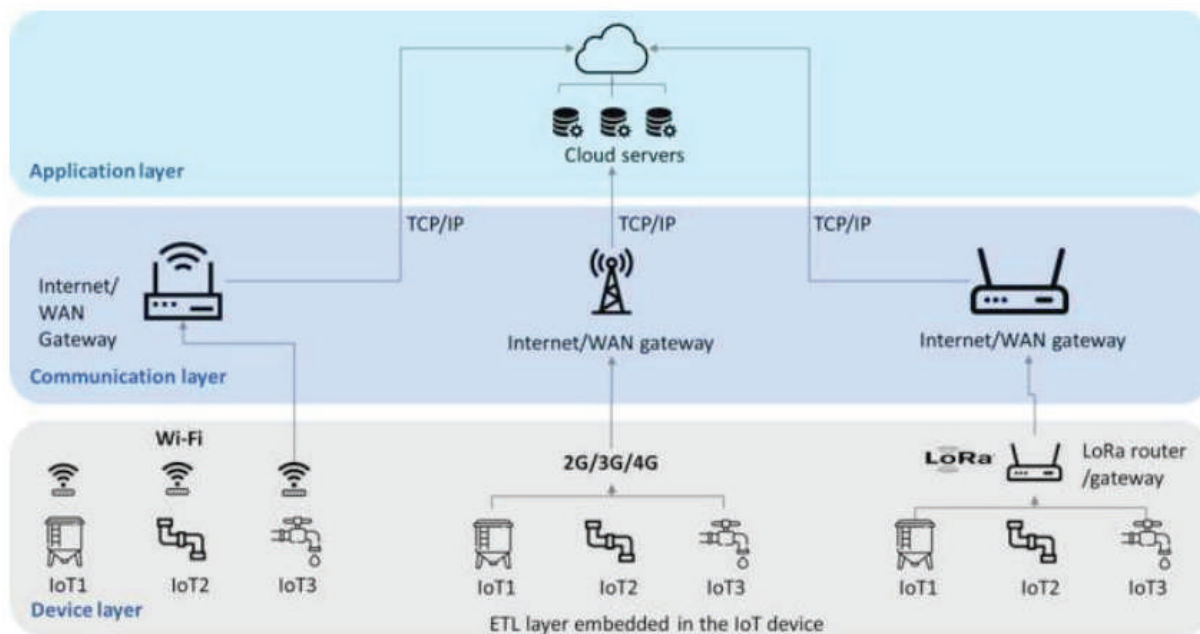 Cloud servers
Application layer
TCP/IP
TCP/IP
TCP/IP
Internet/
WAN
Gateway
Internet/WAN gateway
Internet/WAN gateway
Communication layer
Wi-Fi
2G/3G/4G
LoRa
LoRa router
/gateway
IoT1
IoT2
IoT3
IoT1
IoT2
IoT3
IoT1
IoT2
IoT3
Device layer
ETL layer embedded in the IoT device